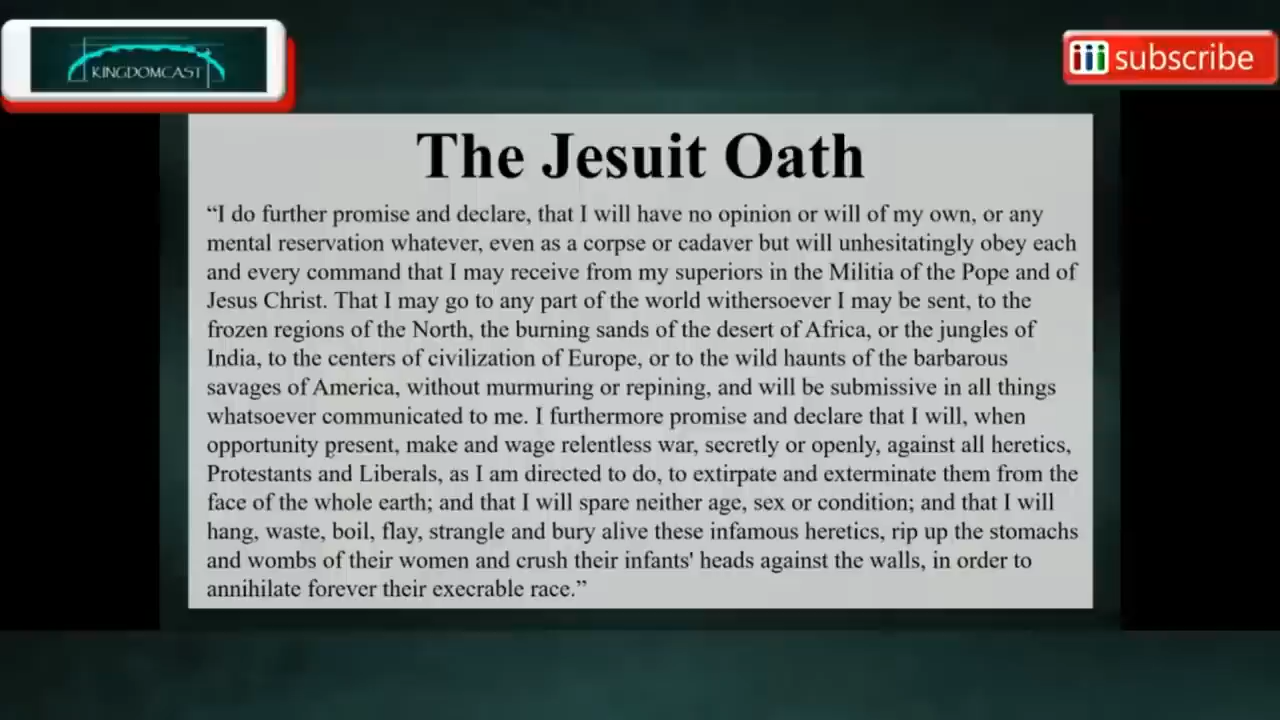 KINGDOMCAST
subscribe
The Jesuit Oath
“I do further promise and declare, that I will have no opinion or will of my own, or any
mental reservation whatever, even as a corpse or cadaver but will unhesitatingly obey each
and every command that I may receive from my superiors in the Militia of the Pope and of
Jesus Christ. That I may go to any part of the world withersoever I may be sent, to the
frozen regions of the North, the burning sands of the desert of Africa, or the jungles of
India, to the centers of civilization of Europe, or to the wild haunts of the barbarous
savages of America, without murmuring or repining, and will be submissive in all things
whatsoever communicated to me. I furthermore promise and declare that I will, when
opportunity present, make and wage relentless war, secretly or openly, against all heretics,
Protestants and Liberals, as I am directed to do, to extirpate and exterminate them from the
face of the whole earth; and that I will spare neither age, sex or condition; and that I will
hang, waste, boil, flay, strangle and bury alive these infamous heretics, rip up the stomachs
and wombs of their women and crush their infants' heads against the walls, in order to
annihilate forever their execrable race.”